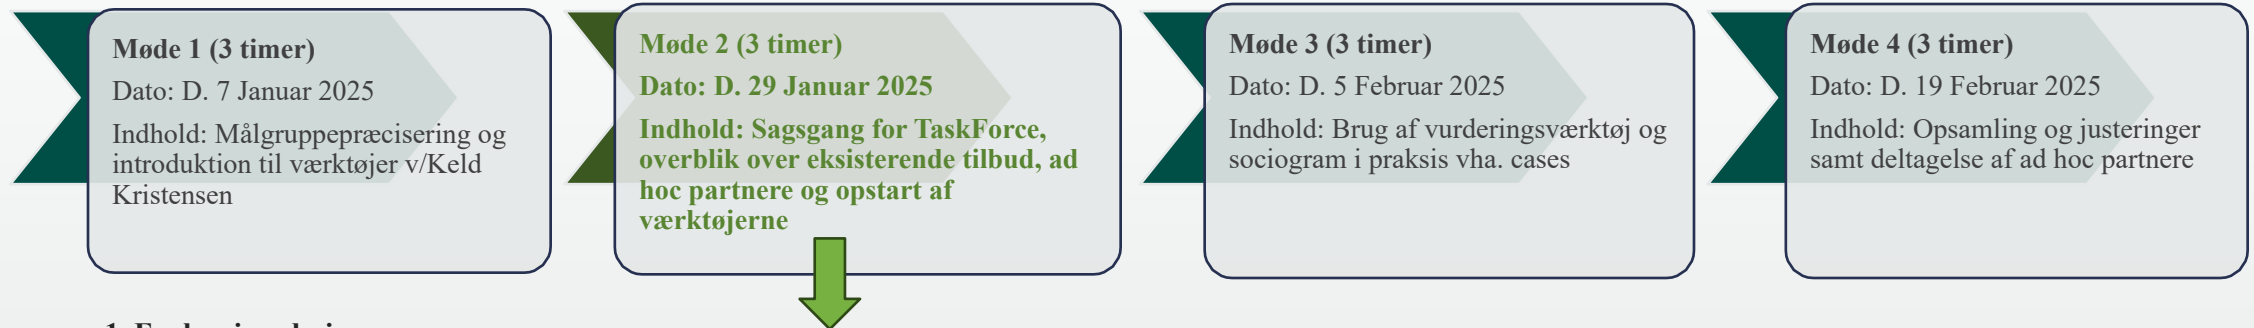 Møde 1 (3 timer)
Dato: D. 7 Januar 2025
Indhold: Målgruppepræcisering og
introduktion til værktøjer v/Keld
Kristensen
Møde 2 (3 timer)
Dato: D. 29 Januar 2025
Indhold: Sagsgang for TaskForce,
overblik over eksisterende tilbud, ad
hoc partnere og opstart af
værktøjerne
Møde 3 (3 timer)
Dato: D. 5 Februar 2025
Indhold: Brug af vurderingsværktøj og
sociogram i praksis vha. cases
Møde 4 (3 timer)
Dato: D. 19 Februar 2025
Indhold: Opsamling og justeringer
samt deltagelse af ad hoc partnere